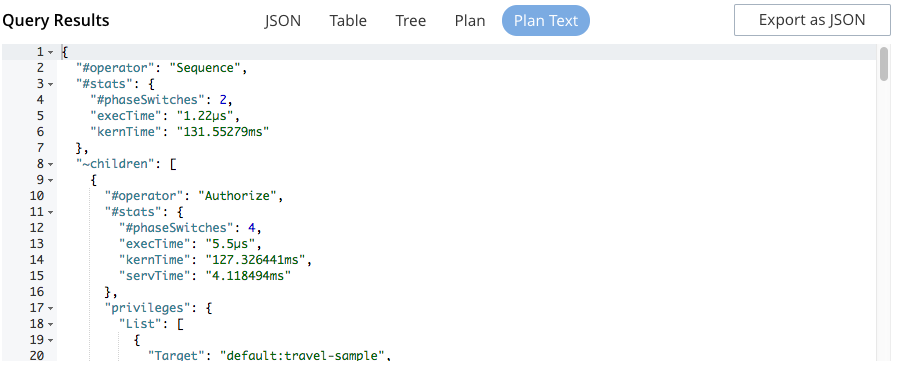 Query Results JSON Table Tree Plan Plan Text Export as JSON
1 {
2 "#operator": "Sequence",
3 "#stats": {
4 "#phaseSwitches": 2,
5 "execTime": "1.22µs",
6 "kernTime": "131.55279ms"
7 },
8 "~children": [
9 {
10 "#operator": "Authorize",
11 "#stats": {
12 "#phaseSwitches": 4,
13 "execTime": "5.5µs",
14 "kernTime": "127.326441ms",
15 "servTime": "4.118494ms"
16 },
17 "privileges": {
18 "List": [
19 {
20 "Target": "default:travel-sample",